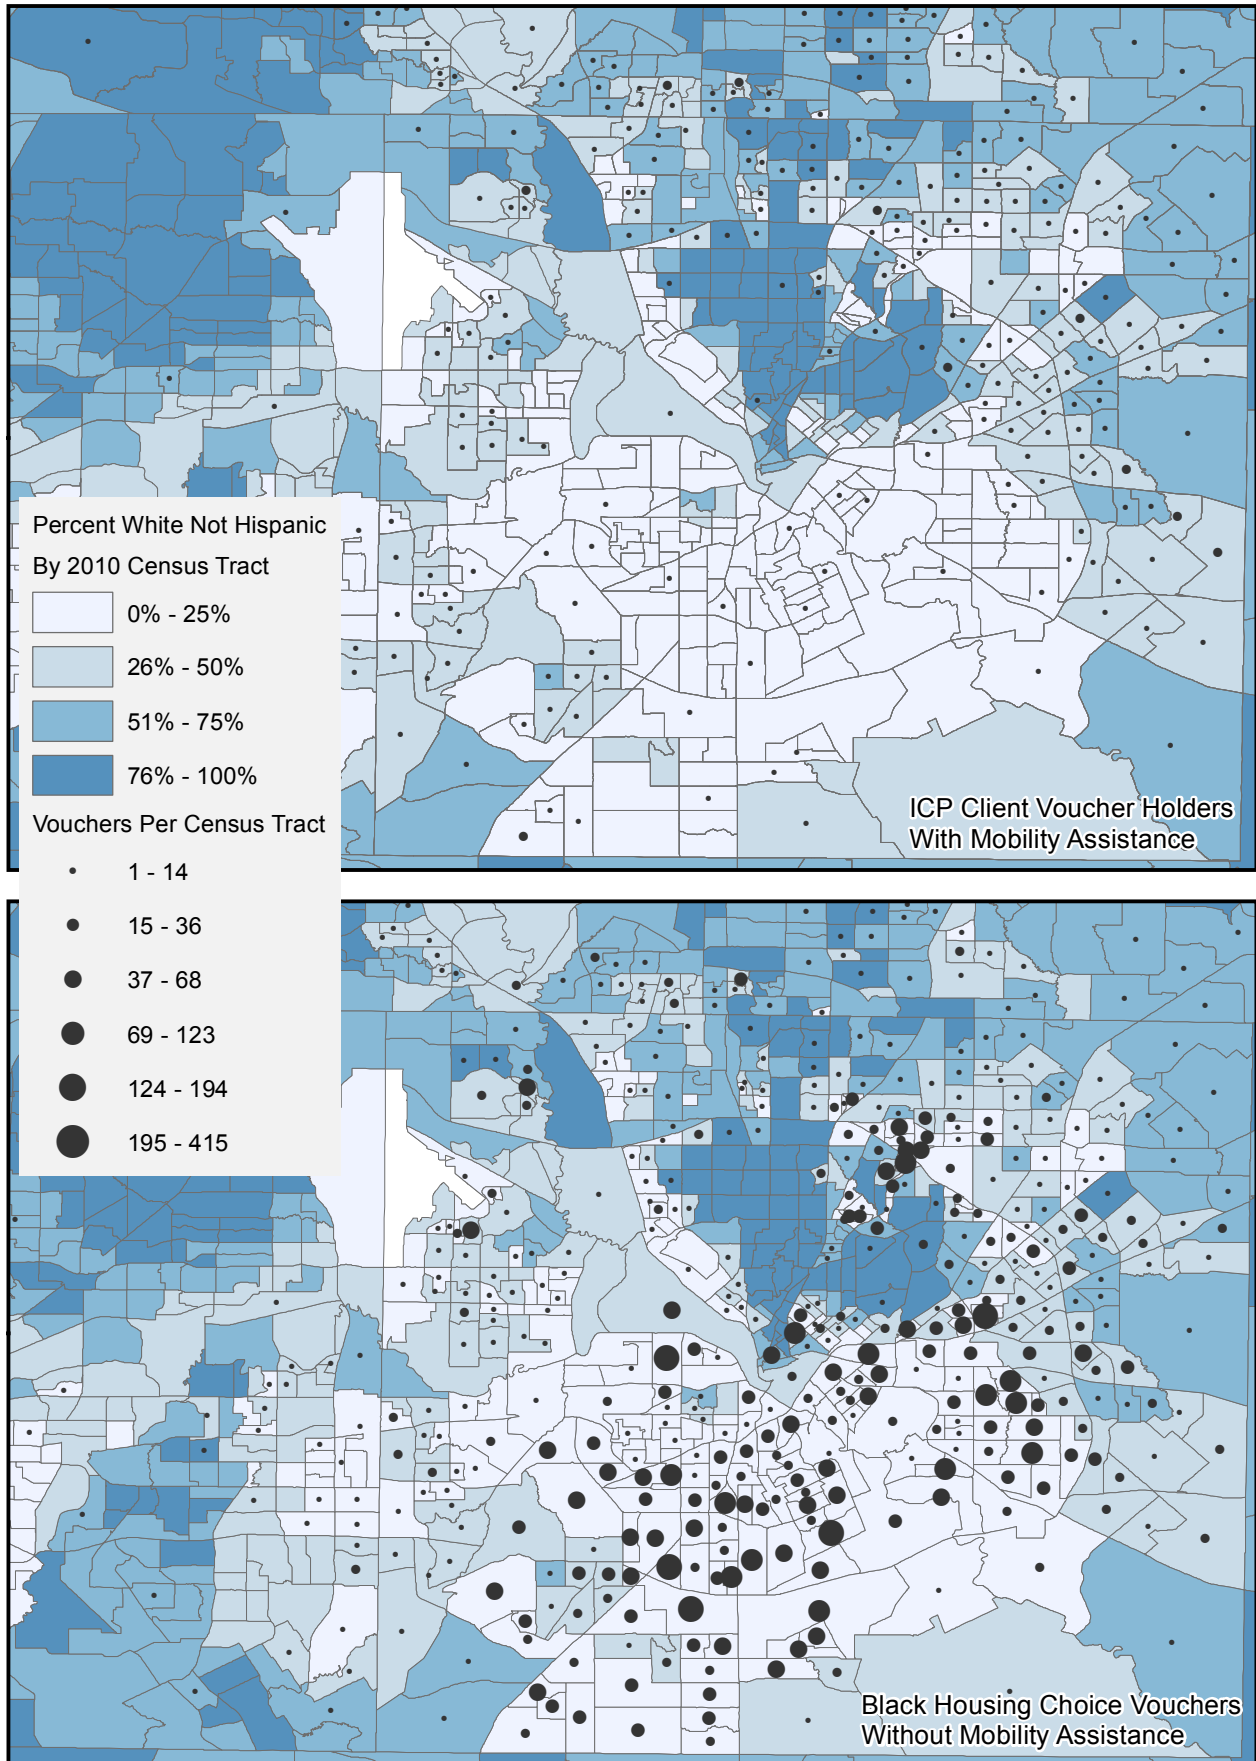 Percent White Not Hispanic
By 2010 Census Tract
0% - 25%
26% - 50%
51% - 75%
76% - 100%
Vouchers Per Census Tract
1 - 14
15 - 36
37 - 68
69 - 123
124 - 194
195 - 415
ICP Client Voucher Holders
With Mobility Assistance
Black Housing Choice Vouchers
Without Mobility Assistance